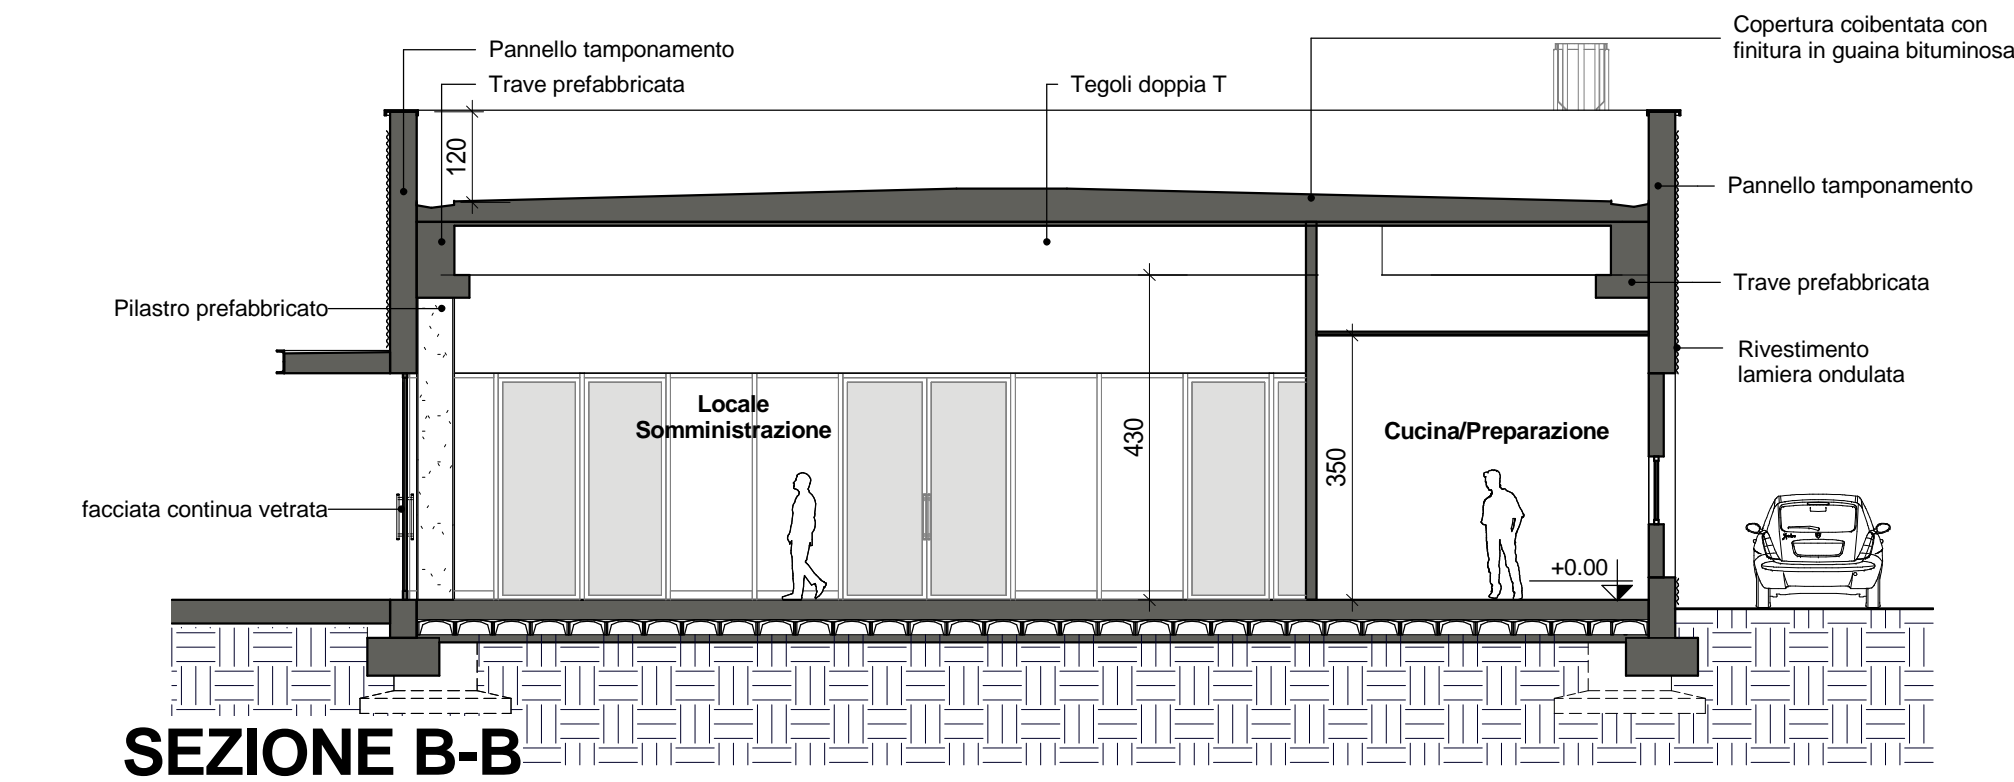 Copertura coibentata con
finitura in guaina bituminosa
Pannello tamponamento
Trave prefabbricata
Tegoli doppia T
120
Pannello tamponamento
Trave prefabbricata
Pilastro prefabbricato
Rivestimento
lamiera ondulata
Locale
Somministrazione
430
350
Cucina/Preparazione
facciata continua vetrata
+0.00
SEZIONE B-B